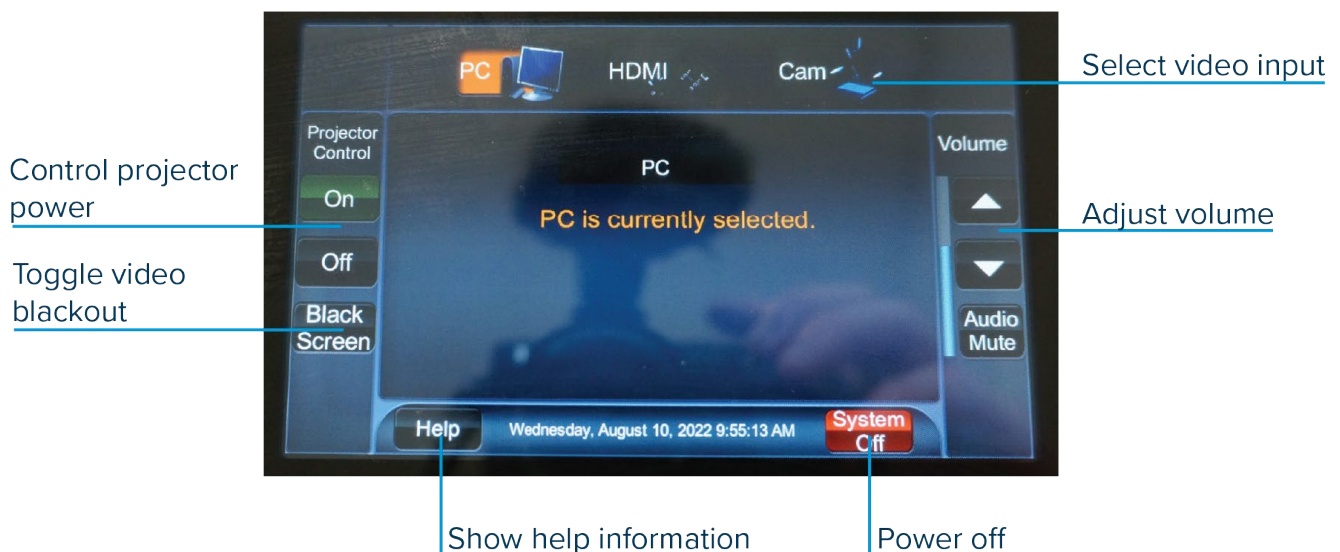 PC
HDMI
Cam
Select video input
Projector
Control
Volume
Control projector
power
On
PC
PC is currently selected.
Adjust volume
Off
Toggle video
blackout
Black
Screen
Audio
Mute
Help
Wednesday, August 10, 2022 9:55:13 AM
System
Off
Show help information
Power off